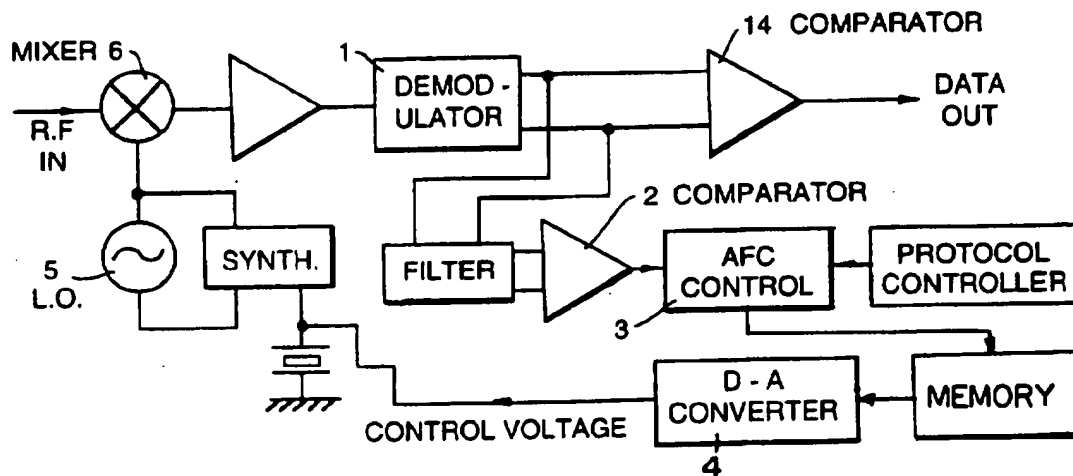 MIXER 6
R.F
IN
1
DEMOD -
ULATOR
14 COMPARATOR
DATA
OUT
5
L.O.
SYNTH.
FILTER
2 COMPARATOR
AFC
CONTROL
3
PROTOCOL
CONTROLLER
CONTROL VOLTAGE
D - A
CONVERTER
4
MEMORY